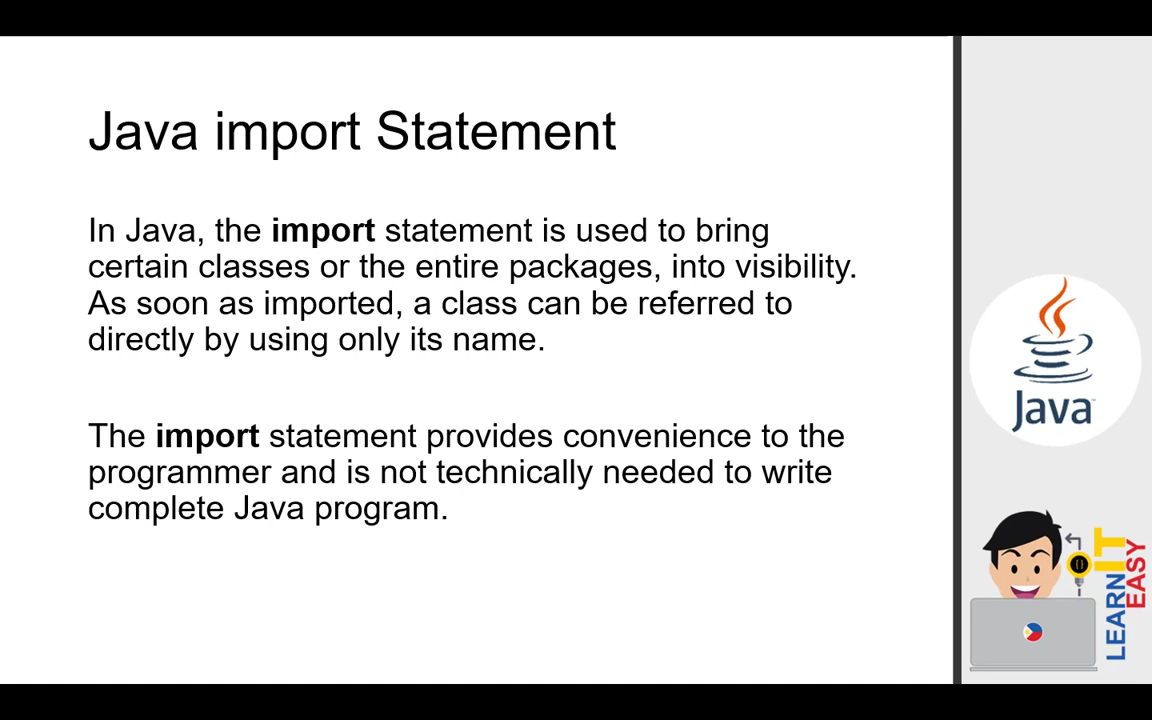 Java import Statement
In Java, the import statement is used to bring
certain classes or the entire packages, into visibility.
As soon as imported, a class can be referred to
directly by using only its name.
The import statement provides convenience to the
programmer and is not technically needed to write
complete Java program.
Java™
LEARN IT
EASY